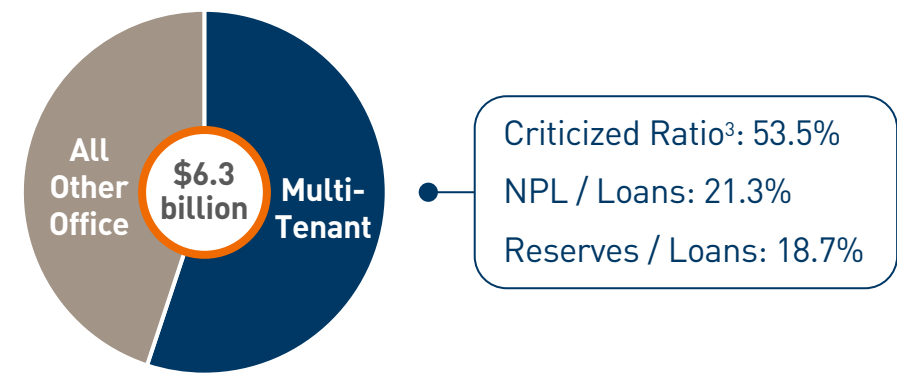 All
Other
Office
$6.3
billion
Multi-
Tenant
Criticized Ratio³: 53.5%
NPL / Loans: 21.3%
Reserves / Loans: 18.7%